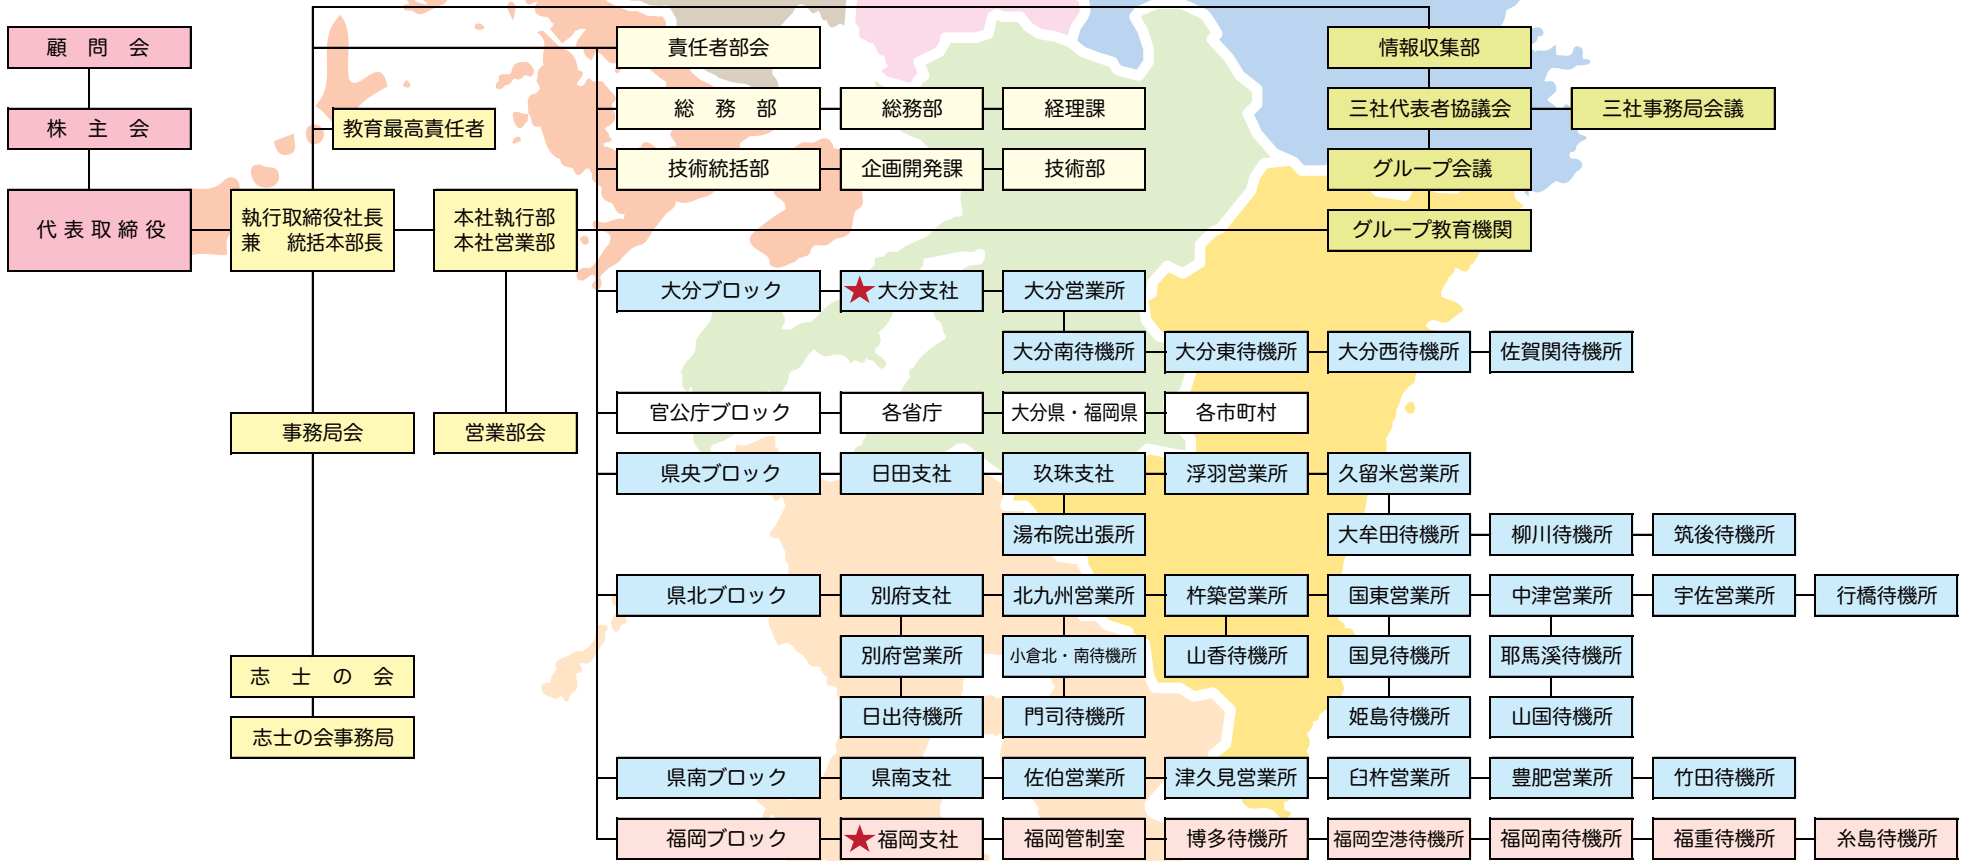 顧問会
株主会
代表取締役
教育最高責任者
執行取締役社長
兼　統括本部長
本社執行部
本社営業部
事務局会
営業部会
志士の会
志士の会事務局
責任者部会
総務部 総務部 経理課
技術統括部 企画開発課 技術部
情報収集部
三社代表者協議会 三社事務局会議
グループ会議
グループ教育機関
大分ブロック ★大分支社 大分営業所
大分南待機所 大分東待機所 大分西待機所 佐賀関待機所
官公庁ブロック 各省庁 大分県・福岡県 各市町村
県央ブロック 日田支社 玖珠支社 浮羽営業所 久留米営業所
湯布院出張所 大牟田待機所 柳川待機所 筑後待機所
県北ブロック 別府支社 北九州営業所 杵築営業所 国東営業所 中津営業所 宇佐営業所 行橋待機所
別府営業所 小倉北・南待機所 山香待機所 国見待機所 耶馬溪待機所
日出待機所 門司待機所 姫島待機所 山国待機所
県南ブロック 県南支社 佐伯営業所 津久見営業所 臼杵営業所 豊肥営業所 竹田待機所
福岡ブロック ★福岡支社 福岡管制室 博多待機所 福岡空港待機所 福岡南待機所 福重待機所 糸島待機所